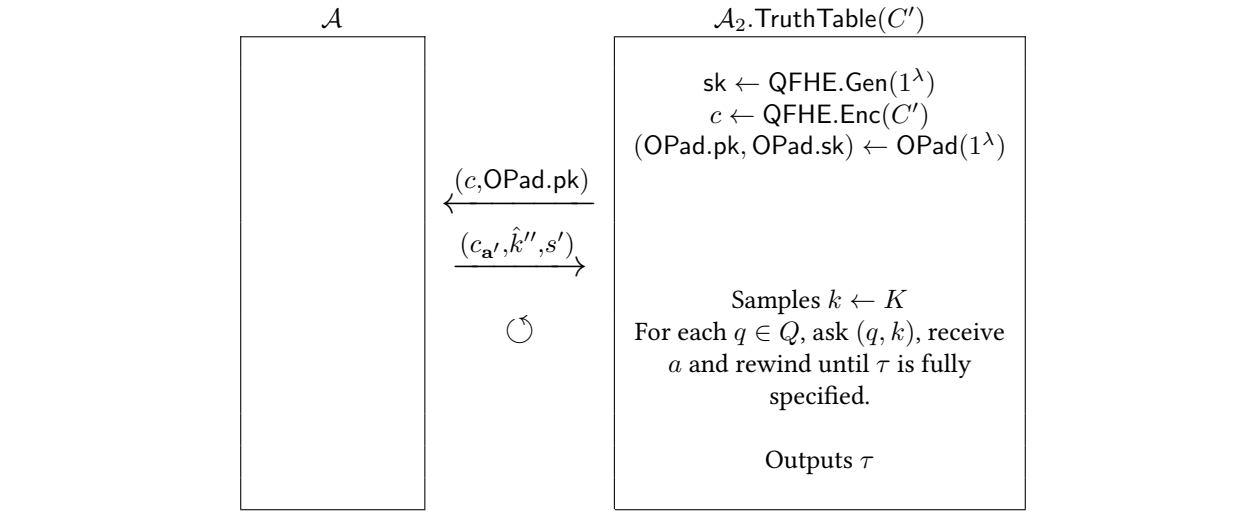 𝒜
𝒜₂.TruthTable(C′)
sk ← QFHE.Gen(1^λ)
c ← QFHE.Enc(C′)
(OPad.pk, OPad.sk) ← OPad(1^λ)
(c,OPad.pk)
(c_{𝐚′},k̂′′,s′)
Samples k ← K
For each q ∈ Q, ask (q, k), receive
a and rewind until τ is fully
specified.
Outputs τ